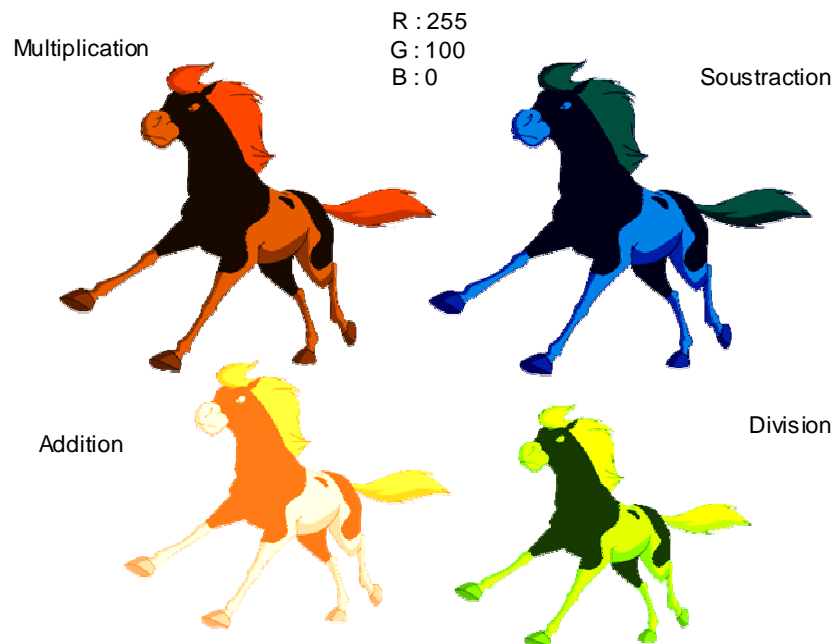 Multiplication
R : 255
G : 100
B : 0
Soustraction
Addition
Division